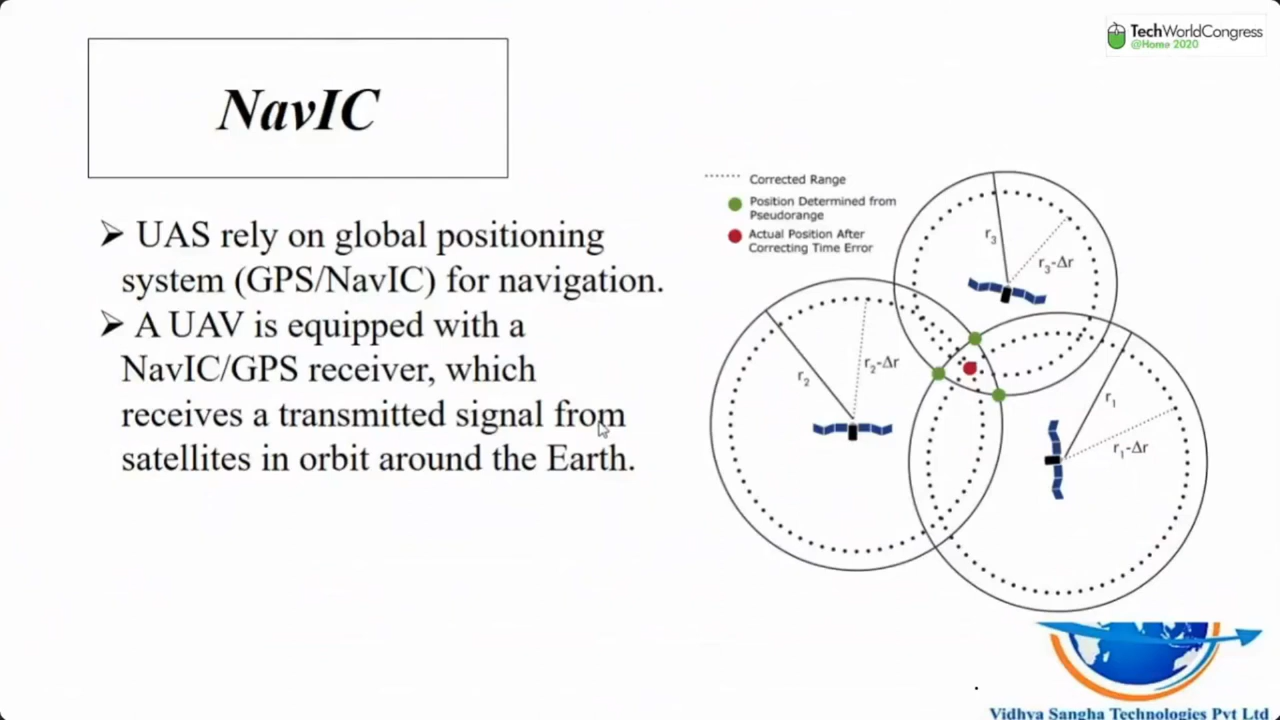 TechWorldCongress
@Home 2020
NavIC
➢ UAS rely on global positioning
system (GPS/NavIC) for navigation.
➢ A UAV is equipped with a
NavIC/GPS receiver, which
receives a transmitted signal from
satellites in orbit around the Earth.
Corrected Range
Position Determined from
Pseudorange
Actual Position After
Correcting Time Error
r3
r3-Δr
r2
r2-Δr
r1
r1-Δr
Vidhya Sangha Technologies Pvt Ltd